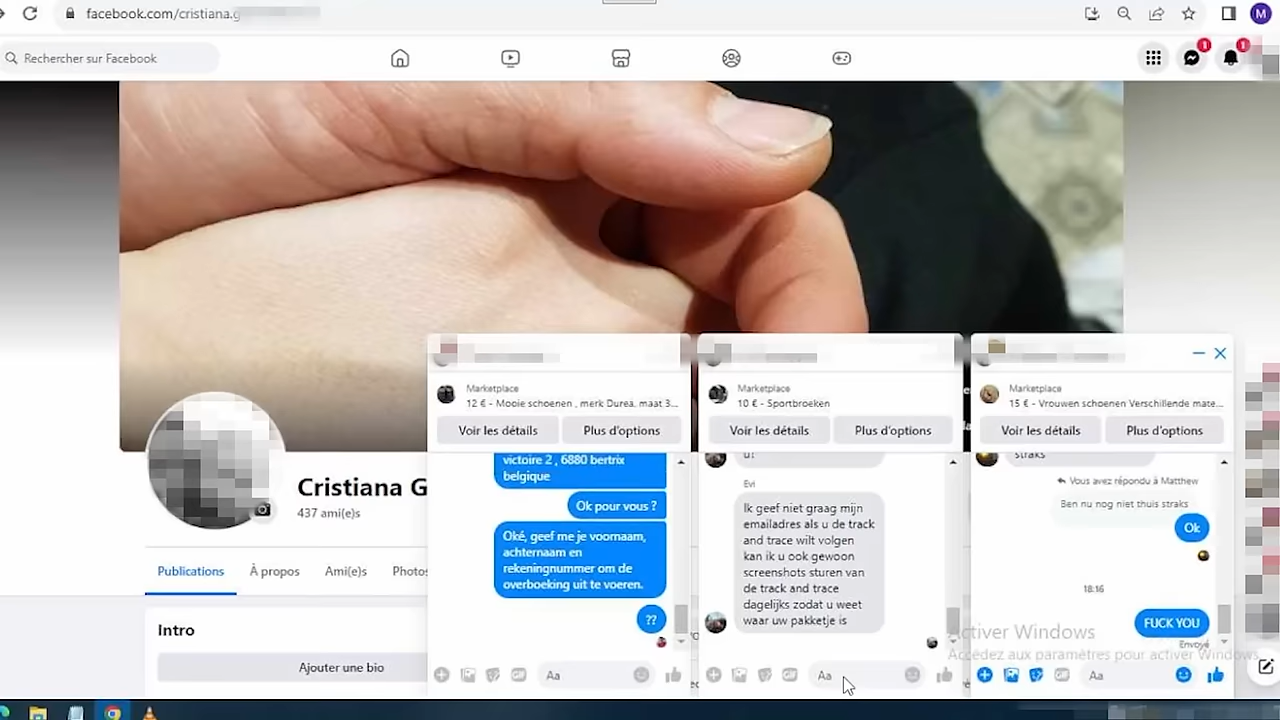 facebook.com/cristiana.g
M
Rechercher sur Facebook
1
1
Cristiana G
437 ami(e)s
Publications
À propos
Ami(e)s
Photos
Intro
Ajouter une bio
Marketplace
12 € - Mooie schoenen , merk Durea. maat 3...
Voir les détails
Plus d'options
victoire 2 , 6880 bertrix
belgique
Ok pour vous ?
Oké, geef me je voornaam,
achternaam en
rekeningnummer om de
overboeking uit te voeren.
??
Aa
Marketplace
10 € - Sportbroeken
Voir les détails
Plus d'options
u?
Evi
Ik geef niet graag mijn
emailadres als u de track
and trace wilt volgen
kan ik u ook gewoon
screenshots sturen van
de track and trace
dagelijks zodat u weet
waar uw pakketje is
Aa
Marketplace
15 € - Vrouwen schoenen Verschillende mate...
Voir les détails
Plus d'options
straks
Vous avez répondu à Matthew
Ben nu nog niet thuis straks
Ok
18:16
FUCK YOU
Envoyé
Aa
Activer Windows
Accédez aux paramètres pour activer Windows